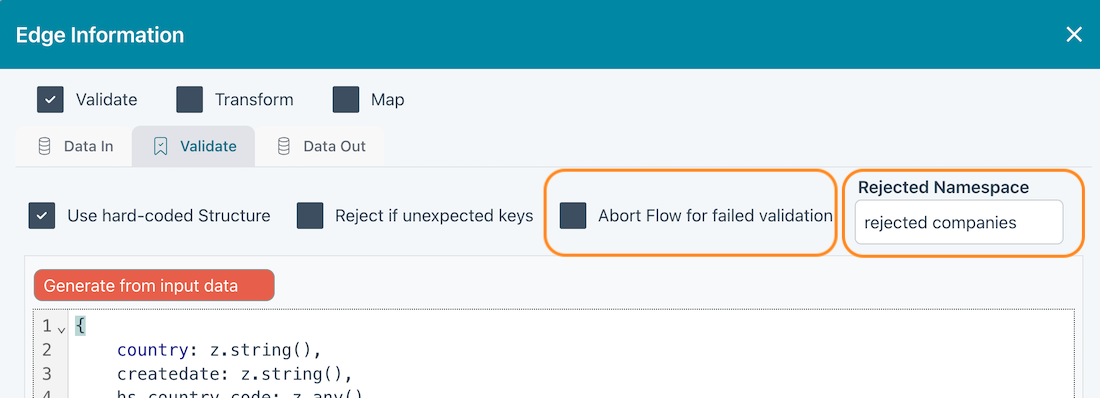 Edge Information
Validate Transform Map
Data In Validate Data Out
Rejected Namespace
Use hard-coded Structure Reject if unexpected keys Abort Flow for failed validation rejected companies
Generate from input data
1 {
2 country: z.string(),
3 createdate: z.string(),
4 hs_country_code: z.any()